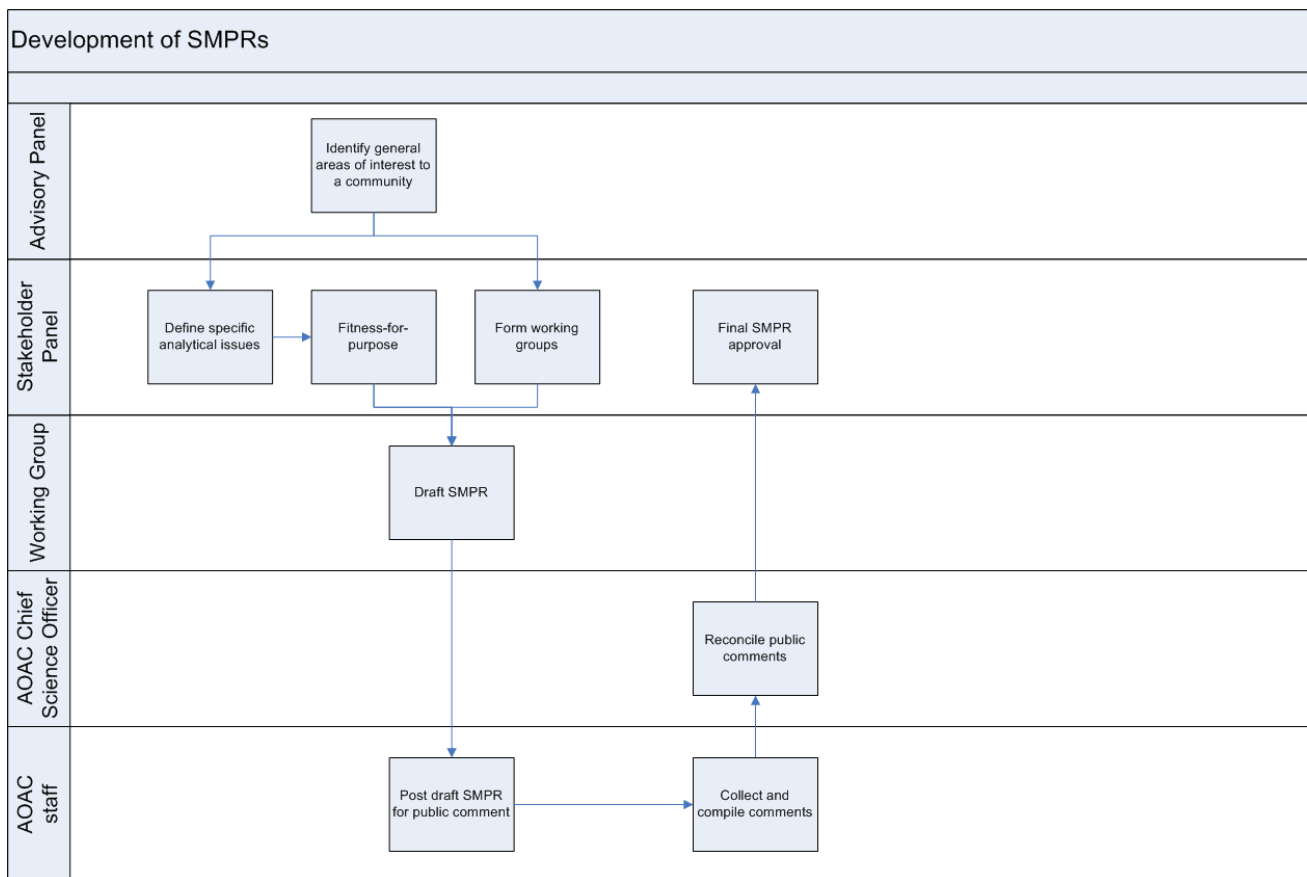 Development of SMPRs
Advisory Panel
Identify general
areas of interest to
a community
Stakeholder
Panel
Define specific
analytical issues
Fitness-for-
purpose
Form working
groups
Final SMPR
approval
Working Group
Draft SMPR
AOAC Chief
Science Officer
Reconcile public
comments
AOAC
staff
Post draft SMPR
for public comment
Collect and
compile comments